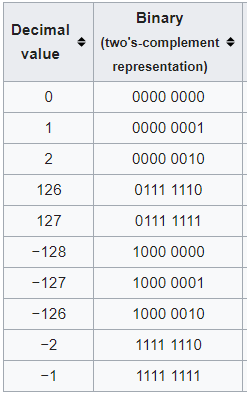 Decimal value
Binary
(two's-complement representation)
0 0000 0000
1 0000 0001
2 0000 0010
126 0111 1110
127 0111 1111
−128 1000 0000
−127 1000 0001
−126 1000 0010
−2 1111 1110
−1 1111 1111